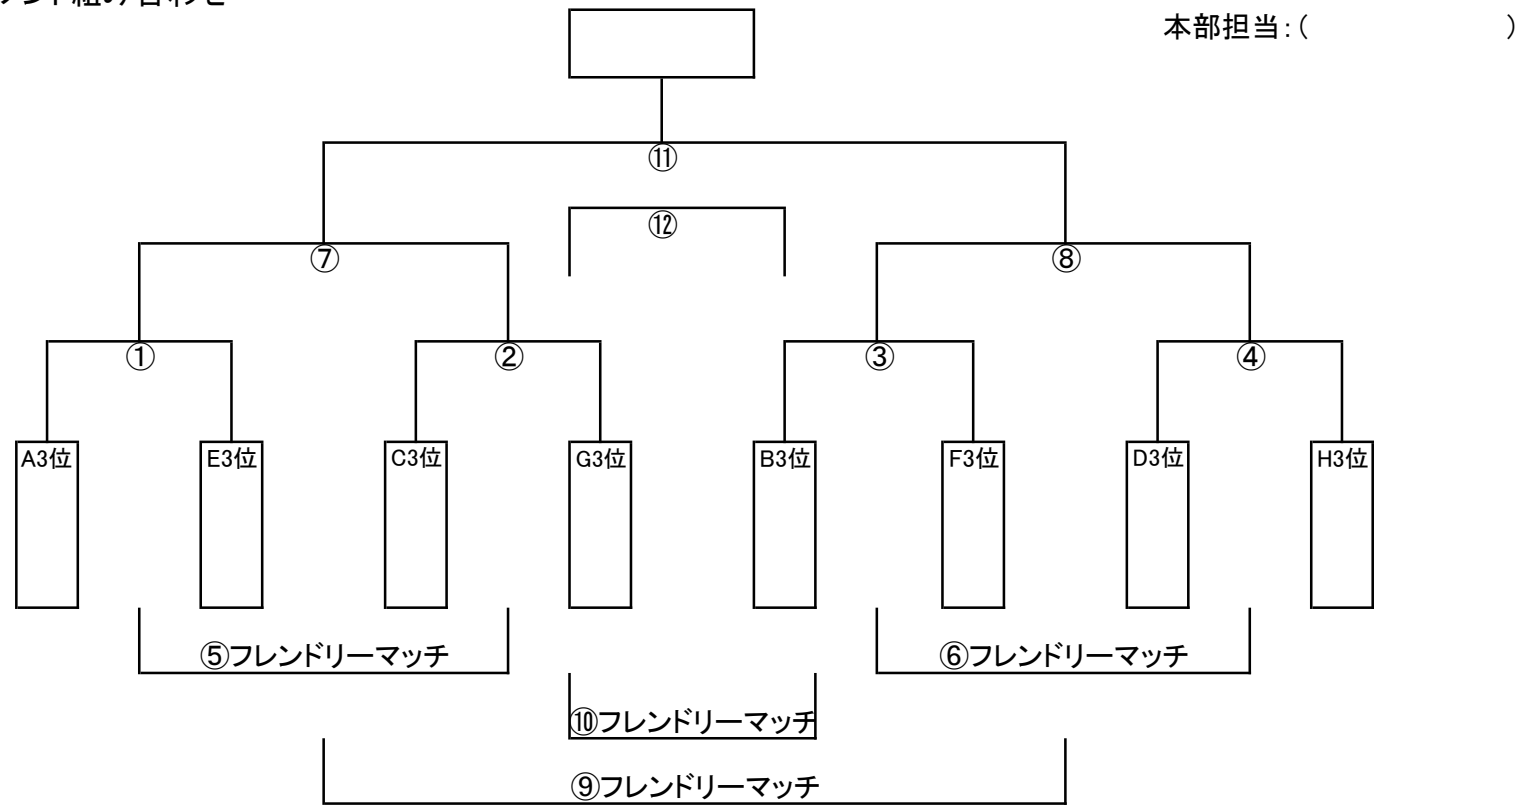 本部担当:(　　　　　　)
⑪
⑫
⑦ ⑧
① ② ③ ④
A3位 E3位 C3位 G3位 B3位 F3位 D3位 H3位
⑤フレンドリーマッチ ⑥フレンドリーマッチ
⑩フレンドリーマッチ
⑨フレンドリーマッチ